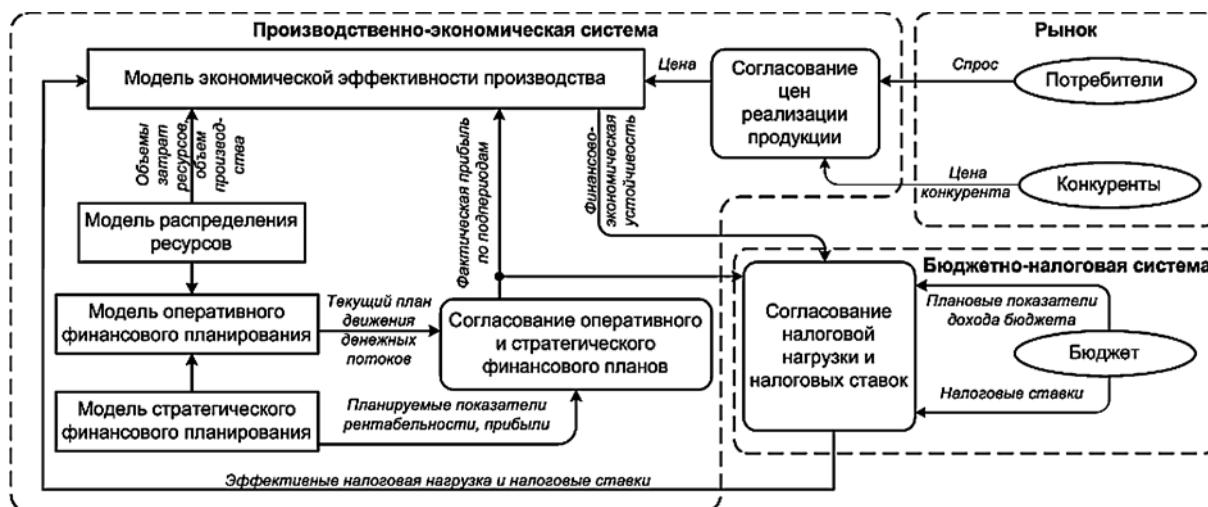 Производственно-экономическая система
Рынок
Модель экономической эффективности производства
Цена
Согласование
цен
реализации
продукции
Спрос
Потребители
Цена
конкурента
Конкуренты
Объемы
затрат
ресурсов,
объем
производ-
ства
Фактическая прибыль
по подпериодам
Финансово-
экономическая
устойчивость
Модель распределения
ресурсов
Бюджетно-налоговая система
Модель оперативного
финансового планирования
Текущий план
движения
денежных
потоков
Согласование оперативного
и стратегического
финансового планов
Согласование
налоговой
нагрузки и
налоговых ставок
Плановые показатели
дохода бюджета
Бюджет
Налоговые ставки
Модель стратегического
финансового планирования
Планируемые показатели
рентабельности, прибыли
Эффективные налоговая нагрузка и налоговые ставки